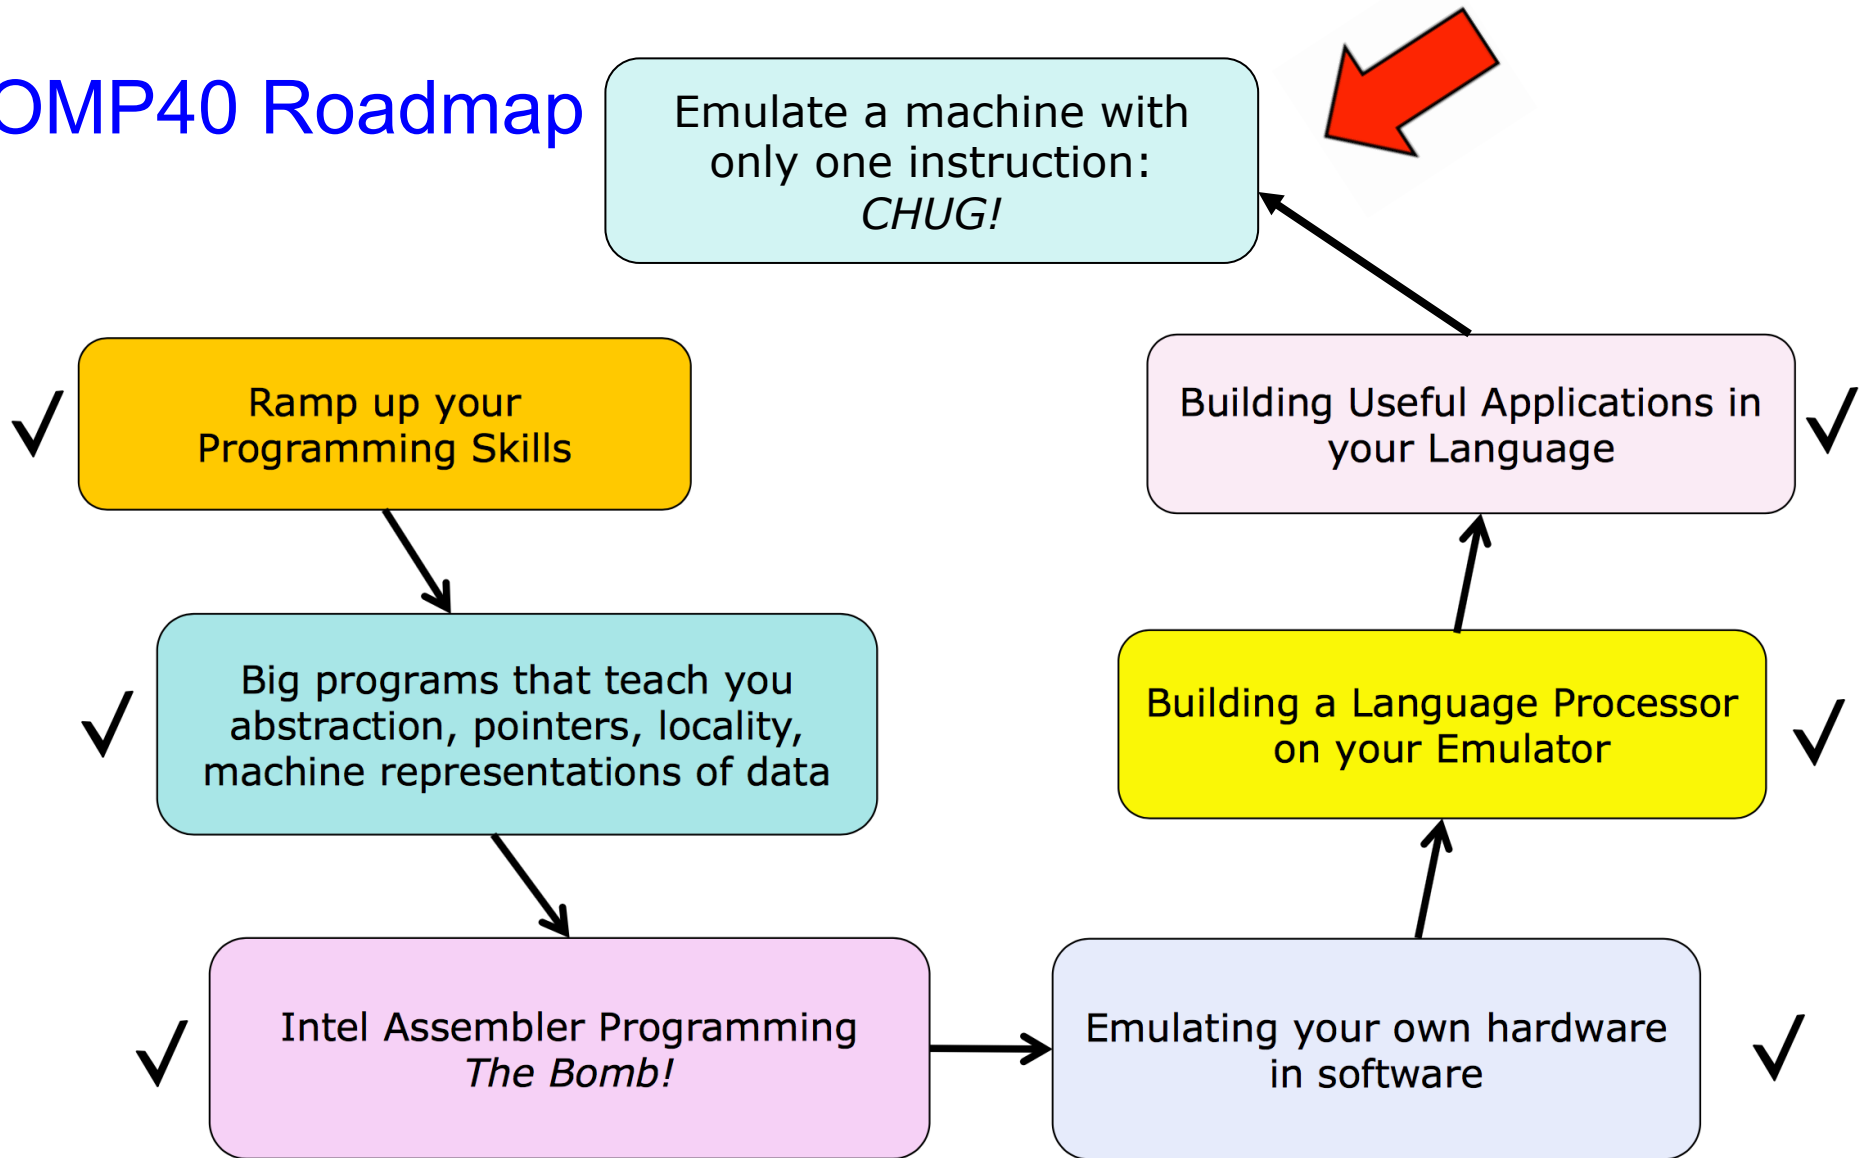 OMP40 Roadmap
Emulate a machine with
only one instruction:
CHUG!
Ramp up your
Programming Skills
Building Useful Applications in
your Language
Big programs that teach you
abstraction, pointers, locality,
machine representations of data
Building a Language Processor
on your Emulator
Intel Assembler Programming
The Bomb!
Emulating your own hardware
in software